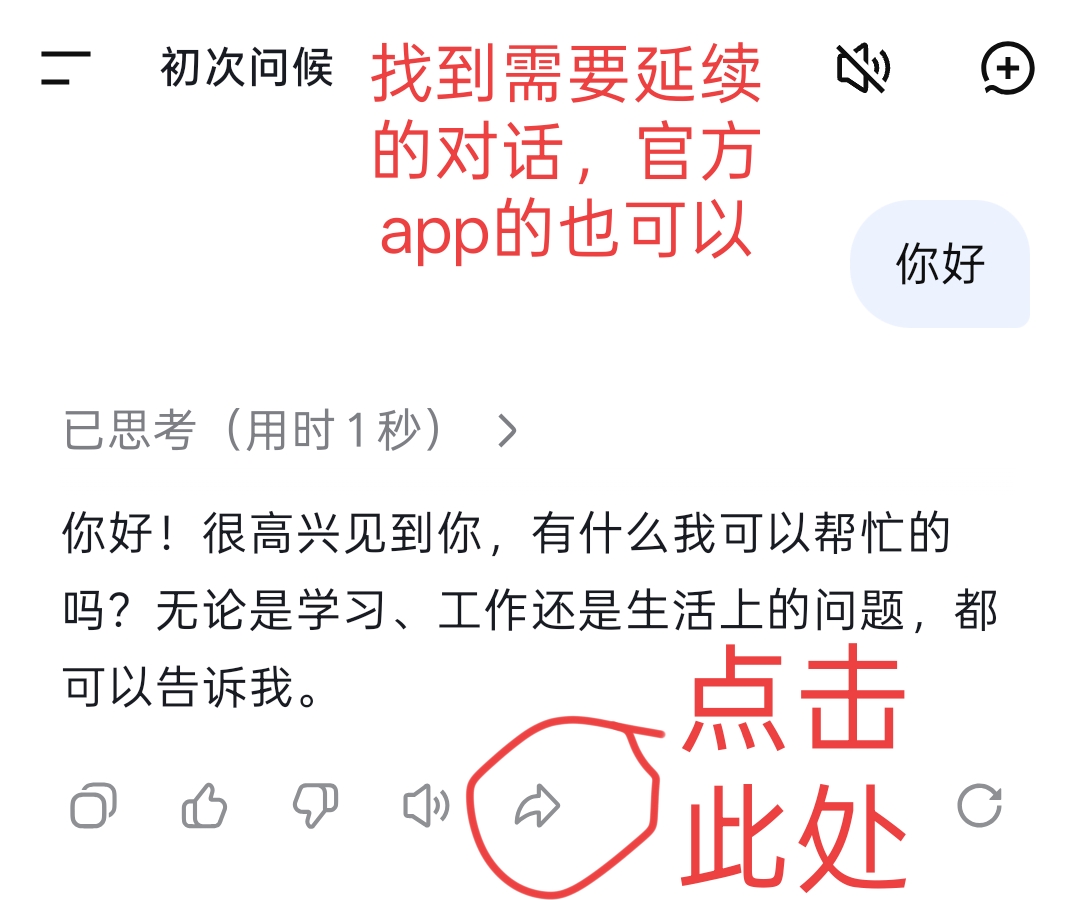 初次问候
找到需要延续
的对话，官方
app的也可以
你好
已思考（用时1秒）
你好！很高兴见到你，有什么我可以帮忙的
吗？无论是学习、工作还是生活上的问题，都
可以告诉我。
点击
此处